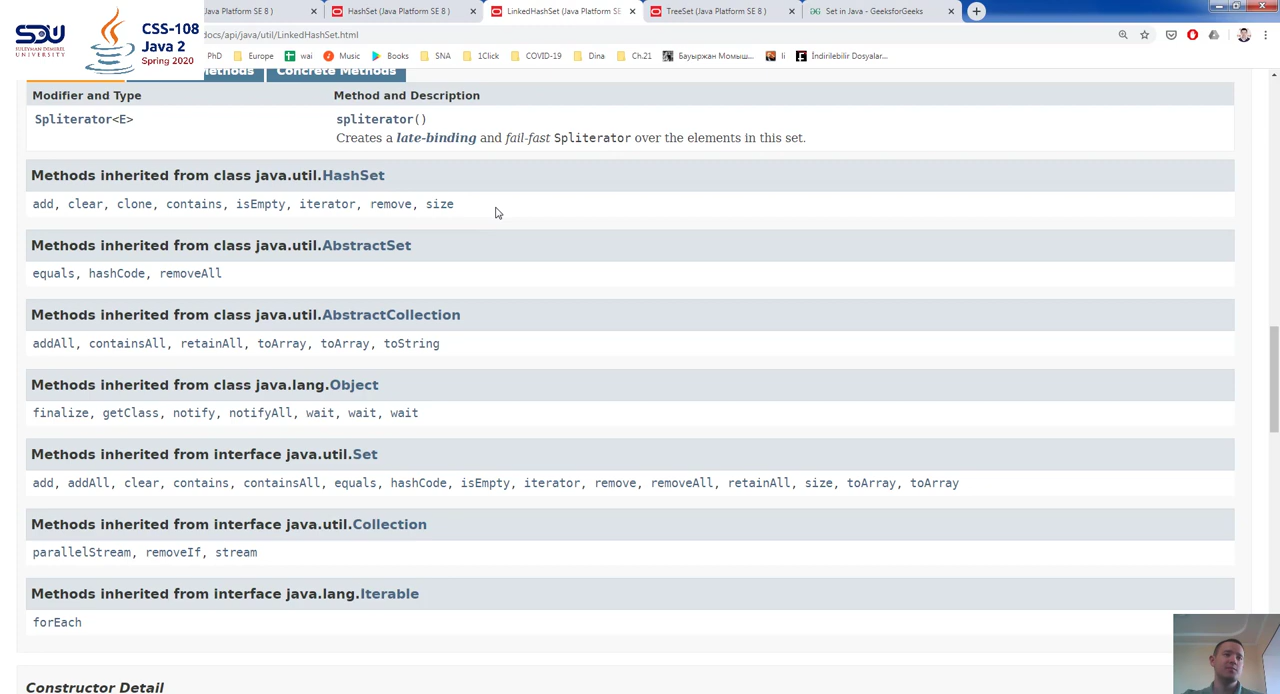 SDU
SULEYMAN DEMIREL
UNIVERSITY
Java
CSS-108
Java 2
Spring 2020
Java Platform SE 8 )
HashSet (Java Platform SE 8 )
LinkedHashSet (Java Platform SE
TreeSet (Java Platform SE 8 )
Set in Java - GeeksforGeeks
docs/api/java/util/LinkedHashSet.html
PhD
Europe
wai
Music
Books
SNA
1Click
COVID-19
Dina
Ch.21
Бауыржан Момыш...
li
İndirilebilir Dosyalar...
Methods
Concrete Methods
Modifier and Type Method and Description
Spliterator<E> spliterator()
Creates a late-binding and fail-fast Spliterator over the elements in this set.
Methods inherited from class java.util.HashSet
add, clear, clone, contains, isEmpty, iterator, remove, size
Methods inherited from class java.util.AbstractSet
equals, hashCode, removeAll
Methods inherited from class java.util.AbstractCollection
addAll, containsAll, retainAll, toArray, toArray, toString
Methods inherited from class java.lang.Object
finalize, getClass, notify, notifyAll, wait, wait, wait
Methods inherited from interface java.util.Set
add, addAll, clear, contains, containsAll, equals, hashCode, isEmpty, iterator, remove, removeAll, retainAll, size, toArray, toArray
Methods inherited from interface java.util.Collection
parallelStream, removeIf, stream
Methods inherited from interface java.lang.Iterable
forEach
Constructor Detail